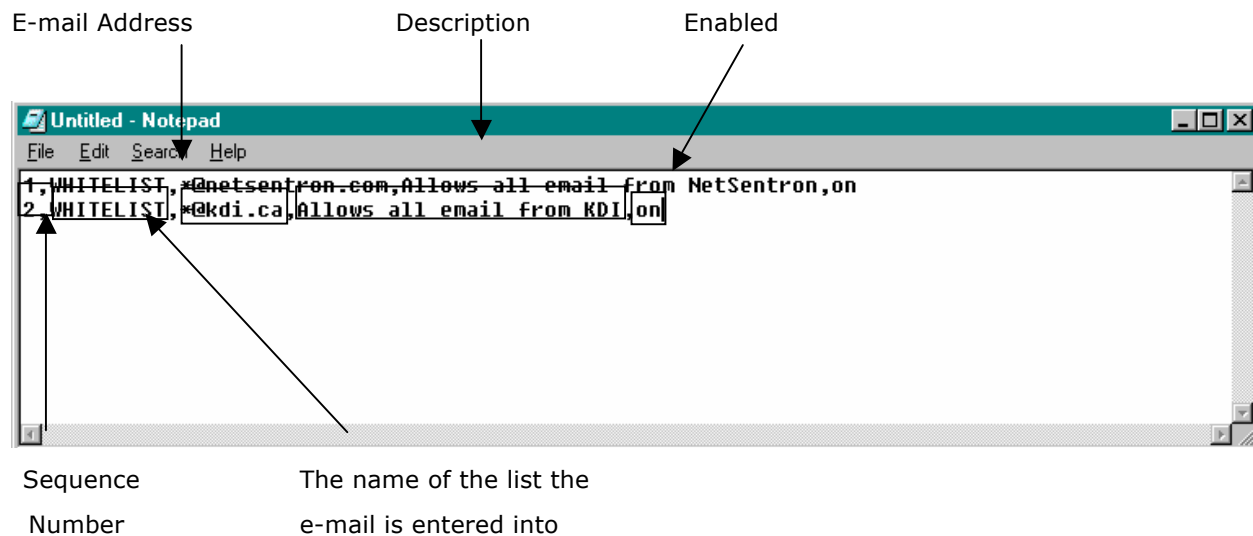 E-mail Address Description Enabled
Untitled - Notepad
File Edit Search Help
1,WHITELIST,*@netsentron.com,Allows all email from NetSentron,on
2,WHITELIST,*@kdi.ca,Allows all email from KDI,on
Sequence The name of the list the
Number e-mail is entered into